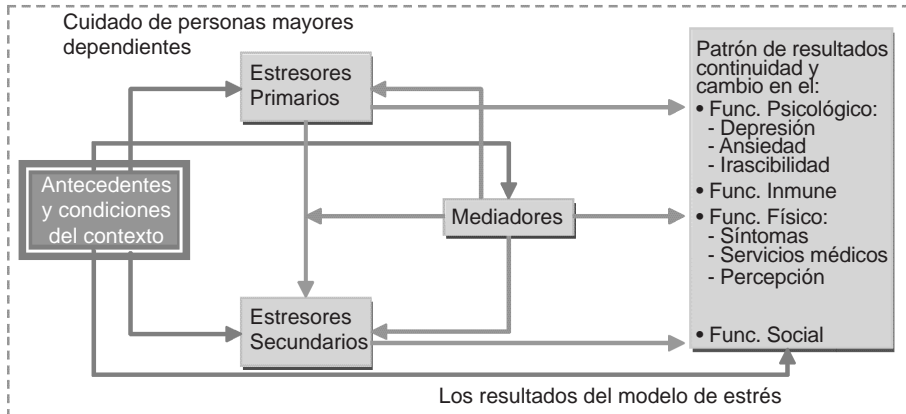 Cuidado de personas mayores
dependientes
Estresores
Primarios
Antecedentes
y condiciones
del contexto
Mediadores
Estresores
Secundarios
Patrón de resultados
continuidad y
cambio en el:
• Func. Psicológico:
- Depresión
- Ansiedad
- Irascibilidad
• Func. Inmune
• Func. Físico:
- Síntomas
- Servicios médicos
- Percepción
• Func. Social
Los resultados del modelo de estrés